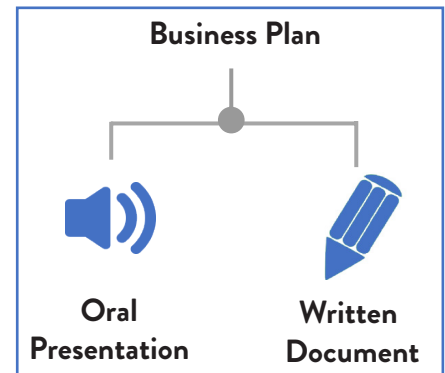 Business Plan
Oral
Presentation
Written
Document